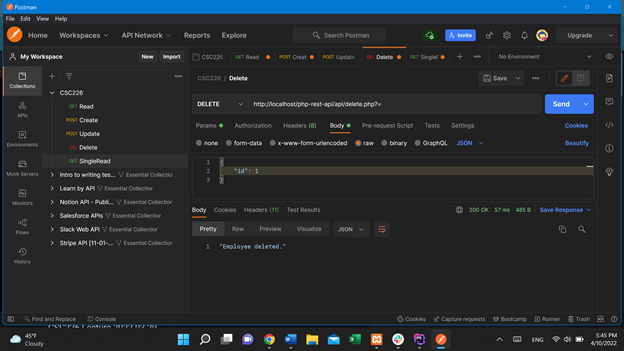 Postman
File Edit View Help
Home Workspaces API Network Reports Explore Search Postman Invite Upgrade
My Workspace New Import CSC226 GET Read POST Creat POST Update DEL Delete GET SingleF No Environment
Collections CSC226 / Delete Save
CSC226
GET Read DELETE http://localhost/php-rest-api/api/delete.php?= Send
APIs POST Create
POST Update Params Authorization Headers (8) Body Pre-request Script Tests Settings Cookies
Environments DEL Delete none form-data x-www-form-urlencoded raw binary GraphQL JSON Beautify
GET SingleRead
Mock Servers Intro to writing tes... Essential Collectio 1 {
Learn by API Essential Collectior 2 "id": 1
Monitors Notion API - Publi... Essential Collectior 3 }
Salesforce APIs Essential Collectior Body Cookies Headers (11) Test Results 200 OK 57 ms 485 B Save Response
Flows Slack Web API Essential Collectior Pretty Raw Preview Visualize JSON
Stripe API [11-01-... Essential Collectior 1 "Employee deleted."
History
Find and Replace Console Cookies Capture requests Bootcamp Runner Trash
45°F
Cloudy
ENG
5:45 PM
4/10/2022